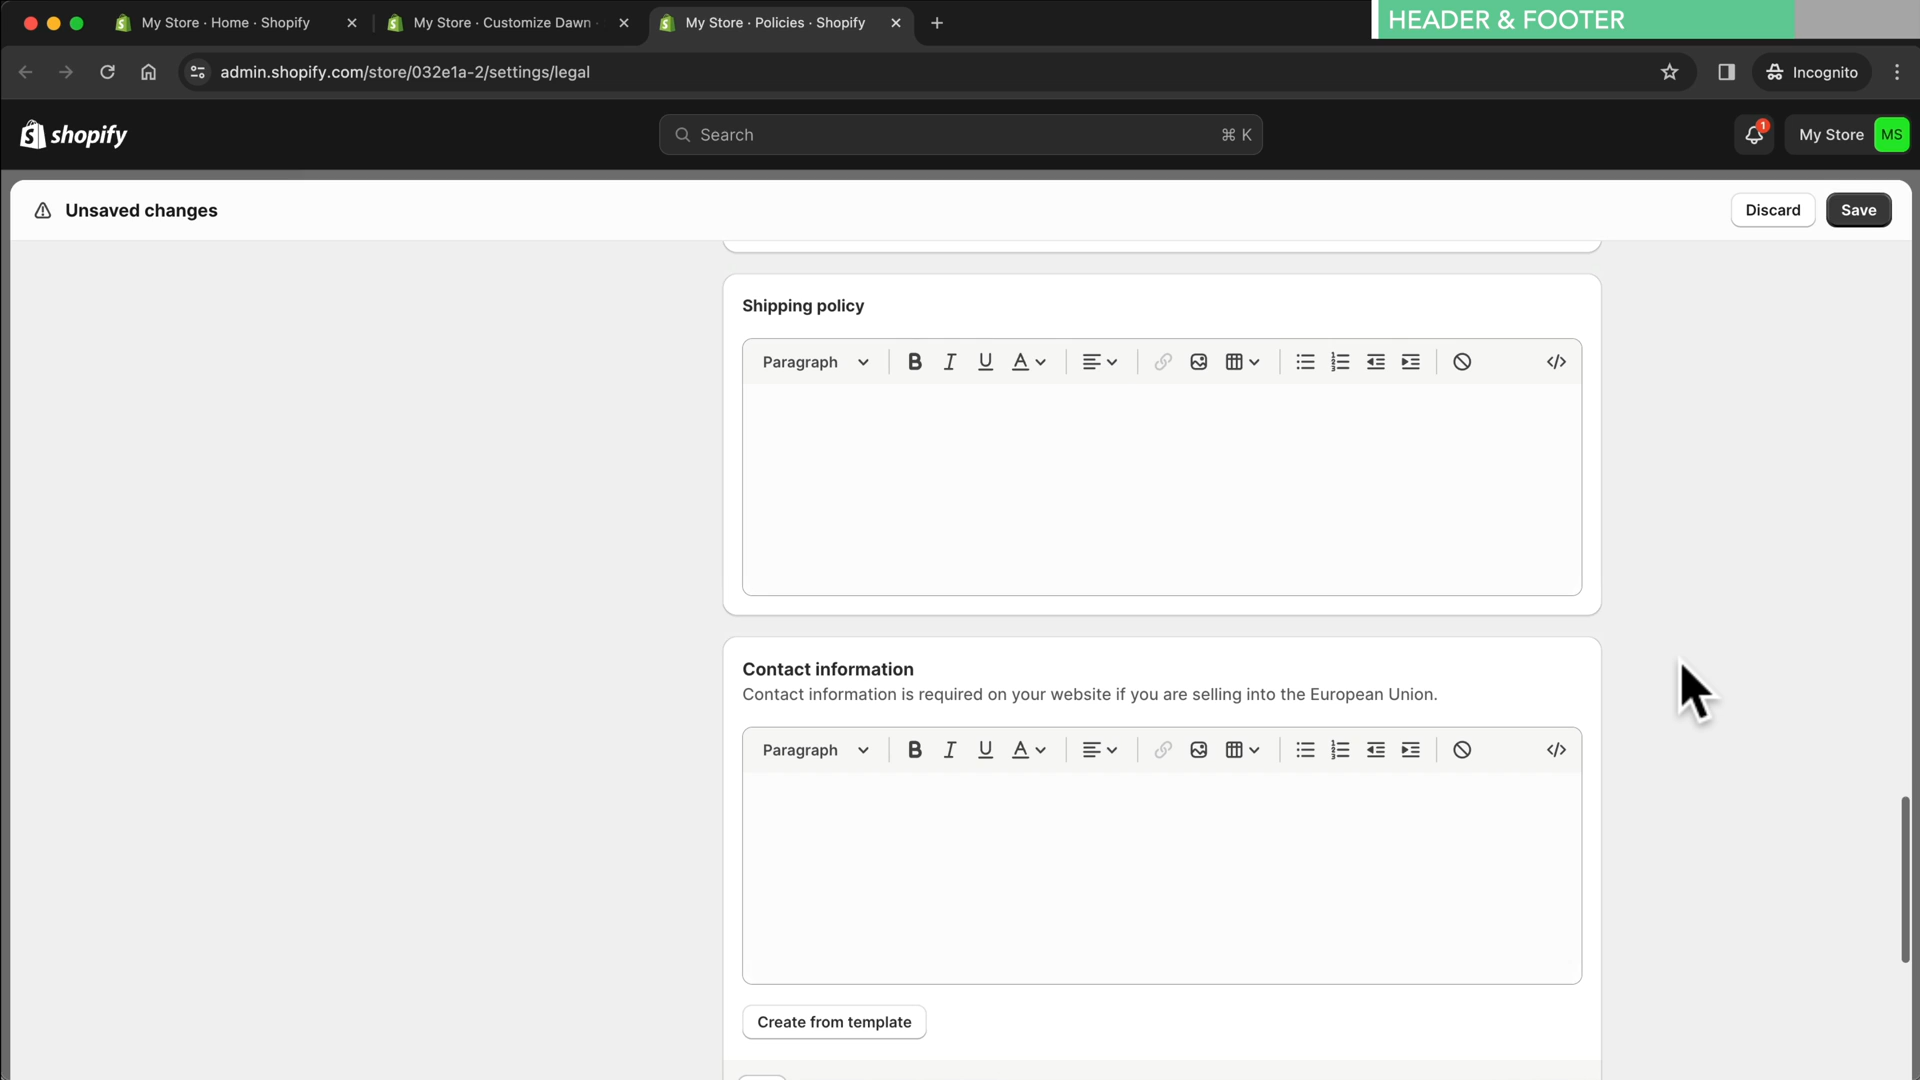 My Store · Home · Shopify
My Store · Customize Dawn ·
My Store · Policies · Shopify
HEADER & FOOTER
admin.shopify.com/store/032e1a-2/settings/legal
Incognito
shopify
Search
⌘ K
1
My Store
MS
Unsaved changes
Discard
Save
Shipping policy
Paragraph
B I U A
</>
Contact information
Contact information is required on your website if you are selling into the European Union.
Paragraph
B I U A
</>
Create from template